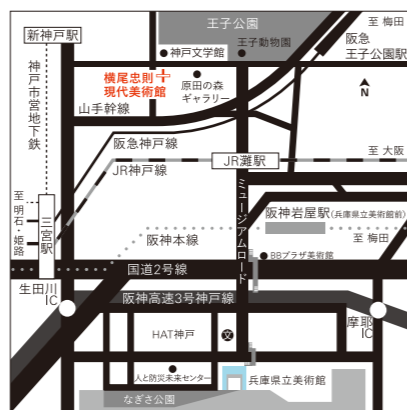 王子公園
至 梅田
新神戸駅
神戸文学館
王子動物園
阪急
王子公園駅
横尾忠則
現代美術館
原田の森
ギャラリー
N
神戸市営地下鉄
山手幹線
阪急神戸線
JR灘駅
至 大阪
JR神戸線
至 明石・姫路
三宮駅
ミュージアムロード
阪神岩屋駅(兵庫県立美術館前)
阪神本線
至 梅田
BBプラザ美術館
国道2号線
生田川
IC
阪神高速3号神戸線
摩耶
IC
HAT神戸
文
人と防災未来センター
兵庫県立美術館
なぎさ公園